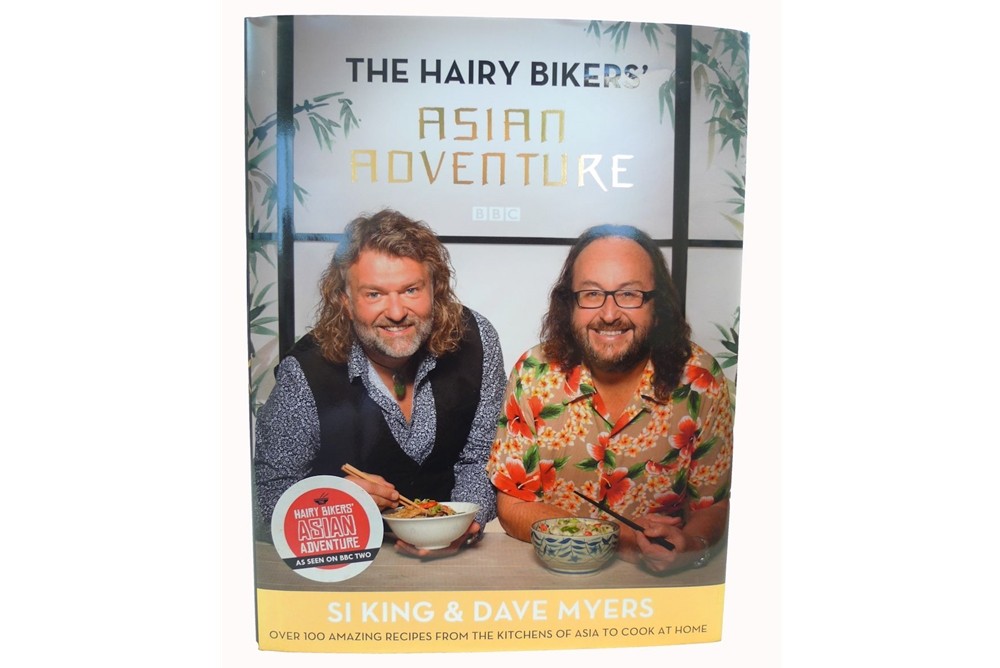 THE HAIRY BIKERS'
ASIAN
ADVENTURE
BBC
HAIRY BIKERS'
ASIAN
ADVENTURE
AS SEEN ON BBC TWO
SI KING & DAVE MYERS
OVER 100 AMAZING RECIPES FROM THE KITCHENS OF ASIA TO COOK AT HOME